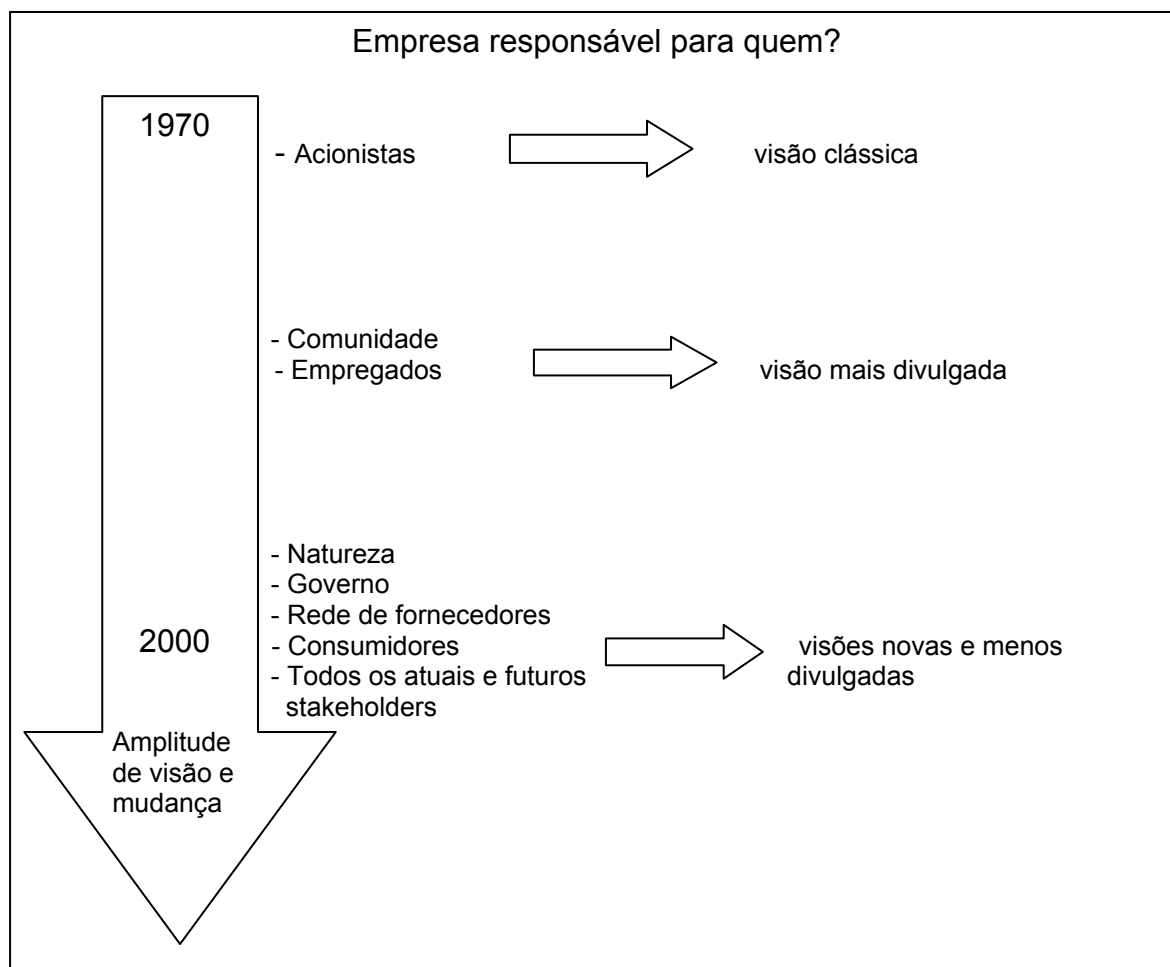 Empresa responsável para quem?
1970
- Acionistas
visão clássica
- Comunidade
- Empregados
visão mais divulgada
- Natureza
- Governo
- Rede de fornecedores
2000
- Consumidores
visões novas e menos
- Todos os atuais e futuros
divulgadas
stakeholders
Amplitude
de visão e
mudança